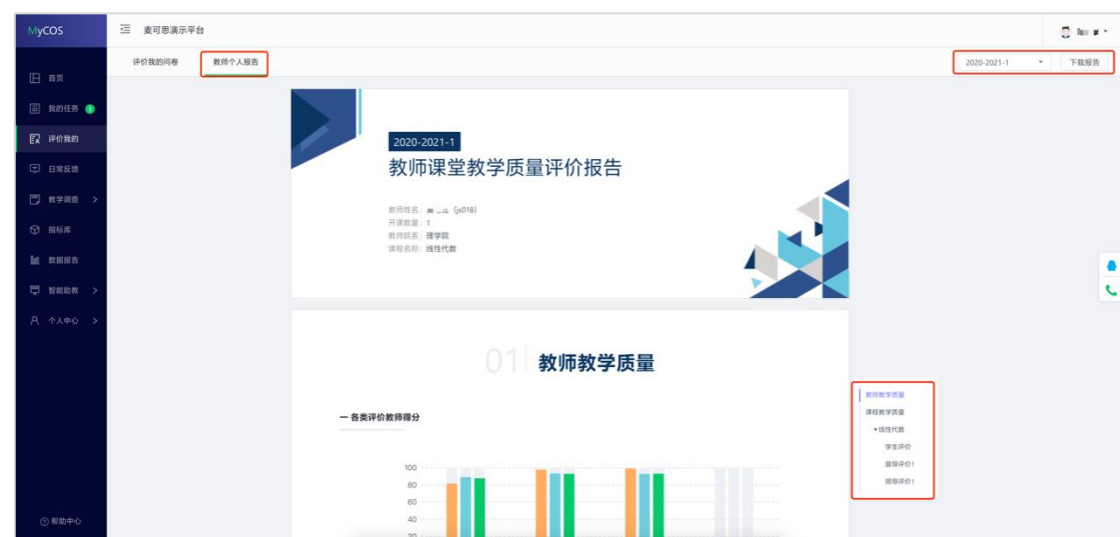 MyCOS
麦可思演示平台
评价我的问卷
教师个人报告
2020-2021-1
下载报告
首页
我的任务
评价我的
日常反馈
教学调查
指标库
数据报告
智能助教
个人中心
帮助中心
2020-2021-1
教师课堂教学质量评价报告
教师姓名: (js018)
开课数量: 1
教师院系: 理学院
课程名称: 线性代数
01 教师教学质量
一 各类评价教师得分
100
80
60
40
20
教师教学质量
课程教学质量
线性代数
学生评价
督导评价1